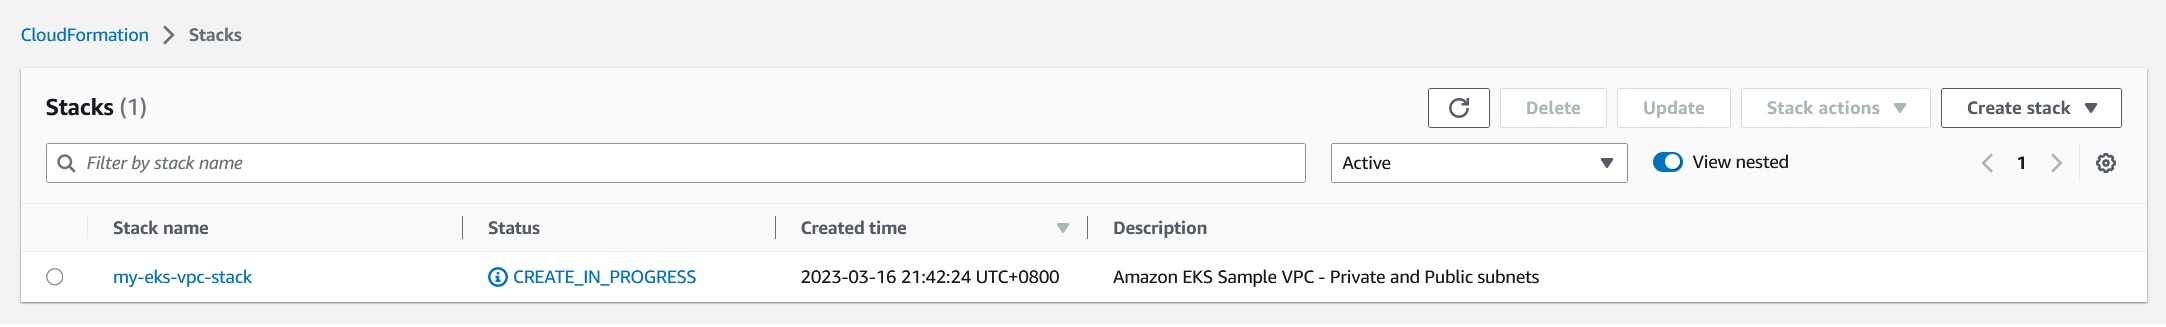 CloudFormation > Stacks
Stacks (1)
Delete
Update
Stack actions
Create stack
Filter by stack name
Active
View nested
1
Stack name
Status
Created time
Description
my-eks-vpc-stack
CREATE_IN_PROGRESS
2023-03-16 21:42:24 UTC+0800
Amazon EKS Sample VPC - Private and Public subnets